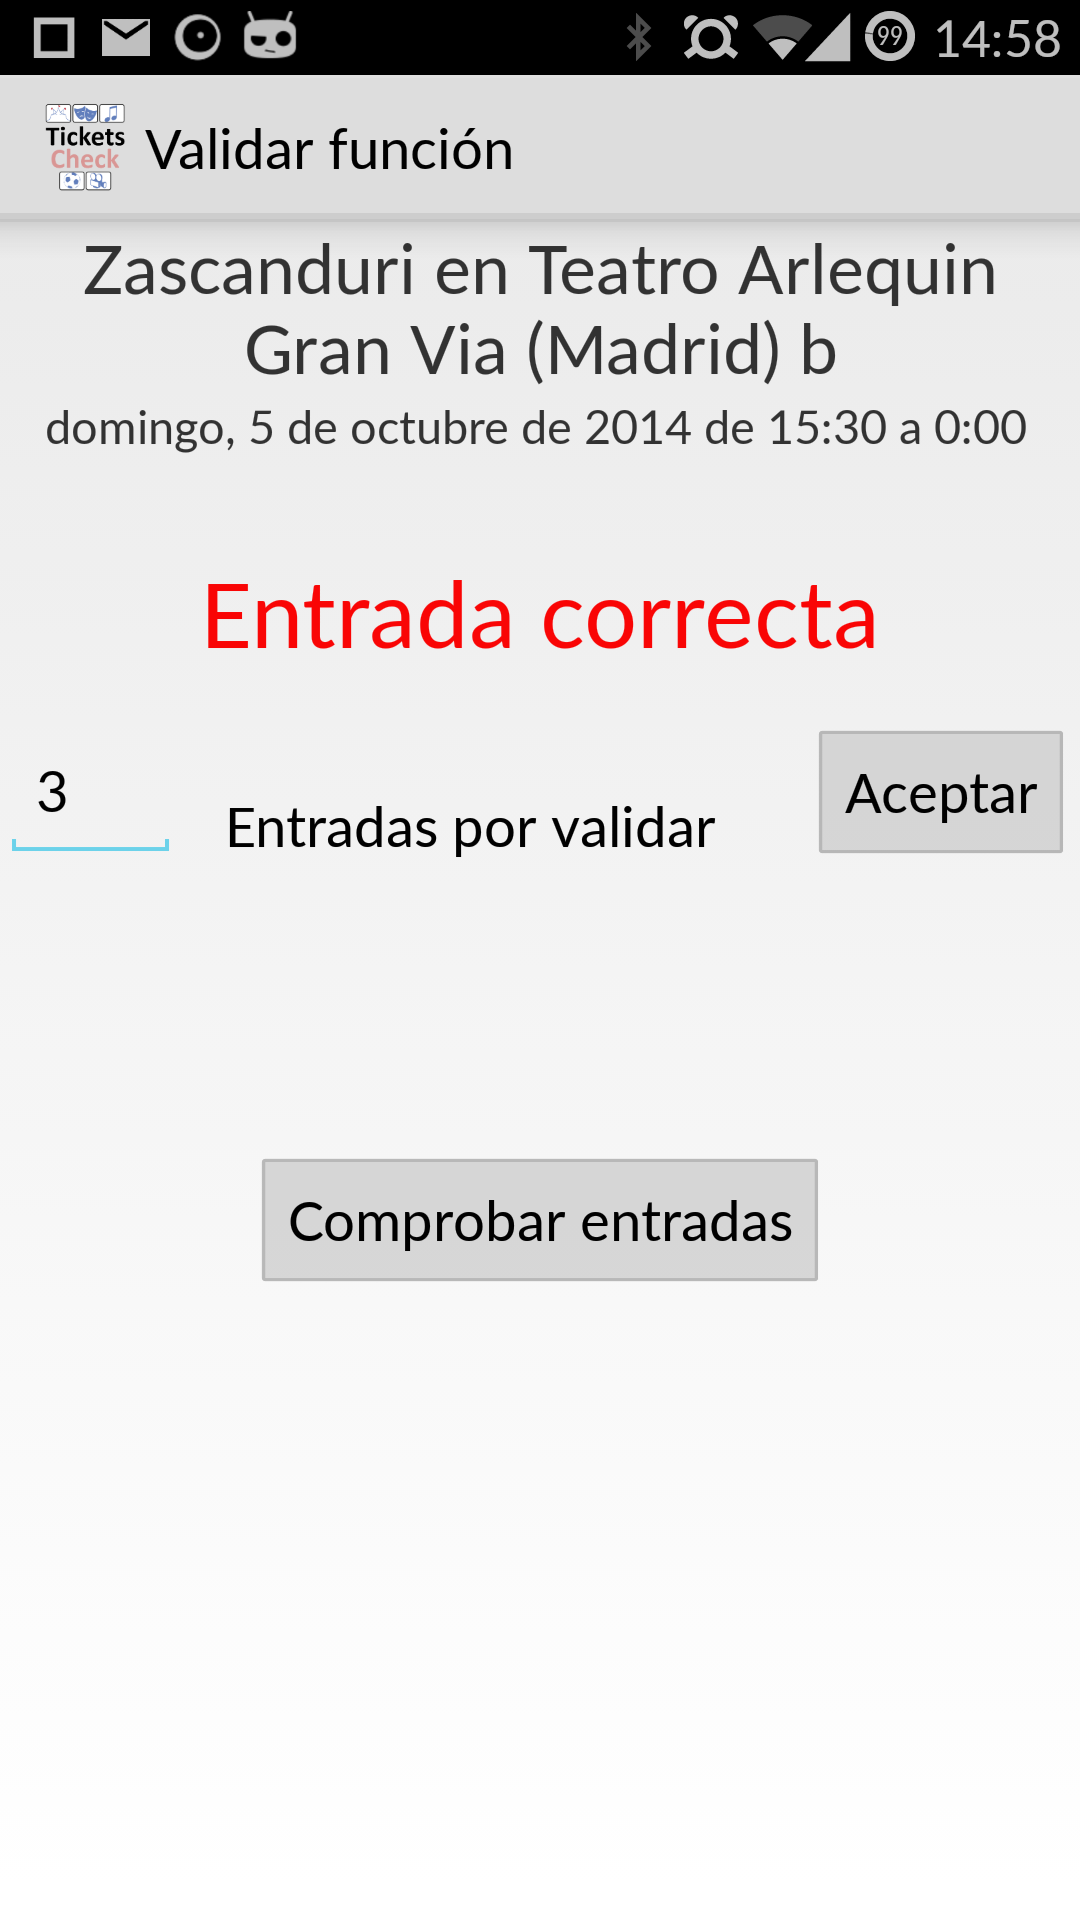 99 14:58
Tickets
Check
Validar función
Zascanduri en Teatro Arlequin
Gran Via (Madrid) b
domingo, 5 de octubre de 2014 de 15:30 a 0:00
Entrada correcta
3
Entradas por validar
Aceptar
Comprobar entradas